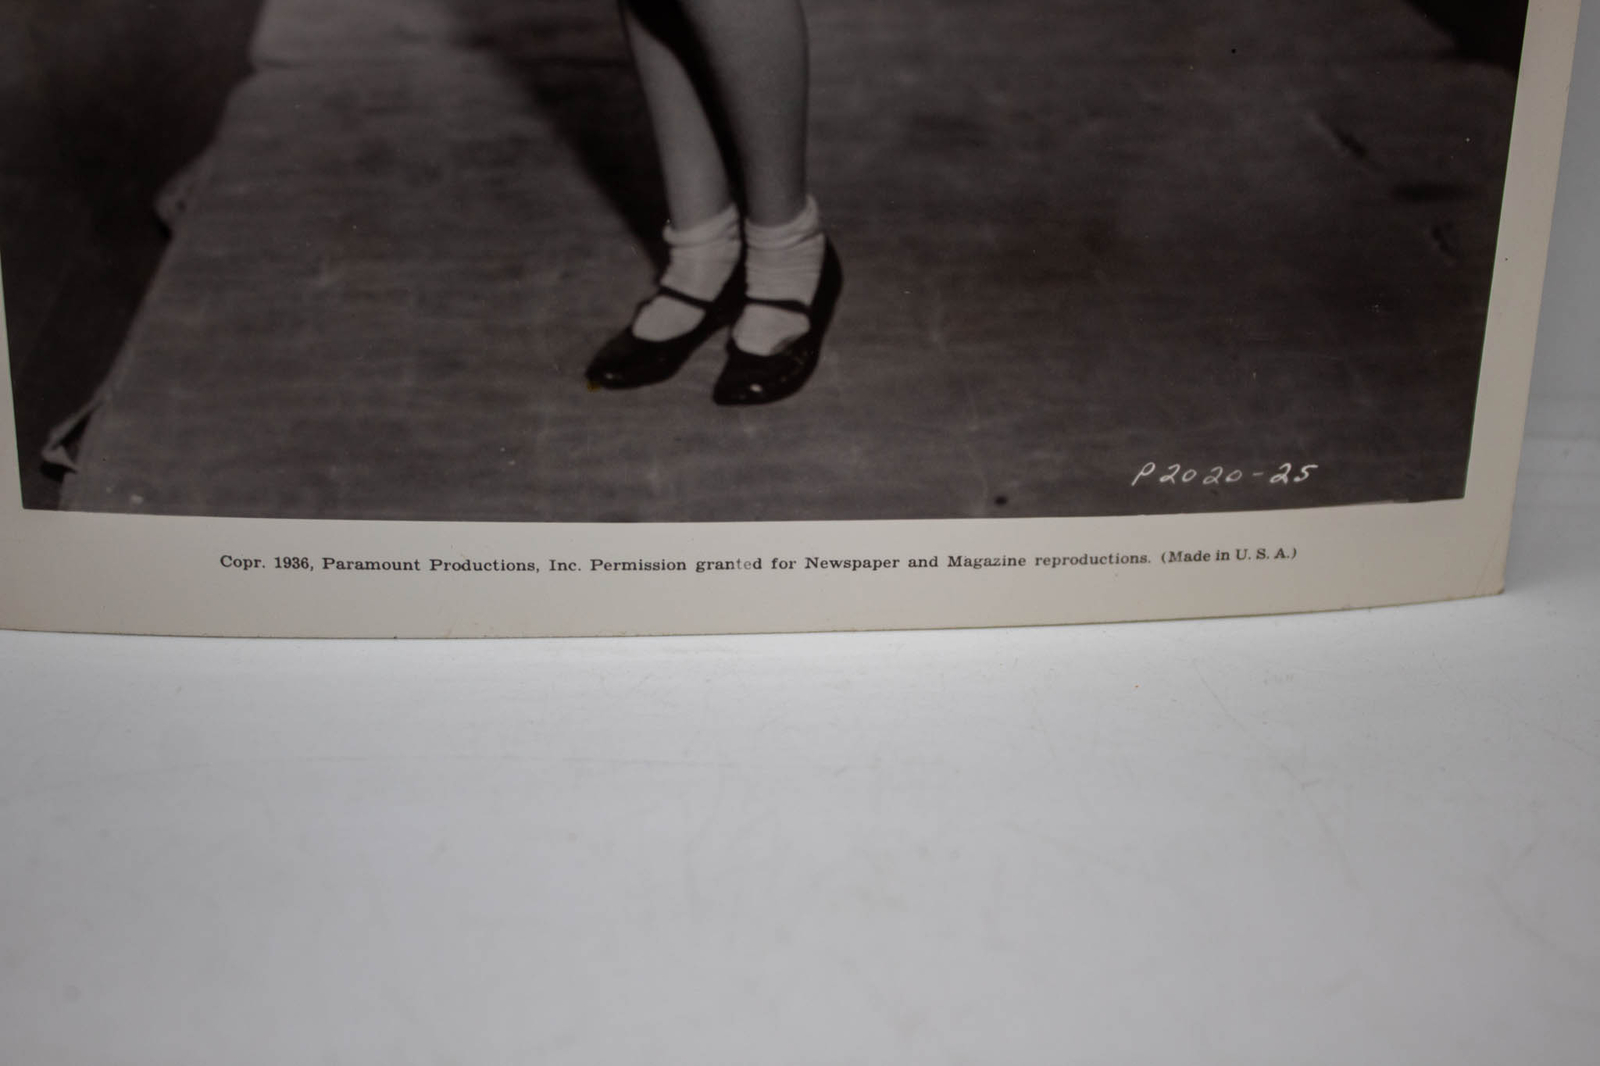 P2020-25
Copr. 1936, Paramount Productions, Inc. Permission granted for Newspaper and Magazine reproductions. (Made in U. S. A.)